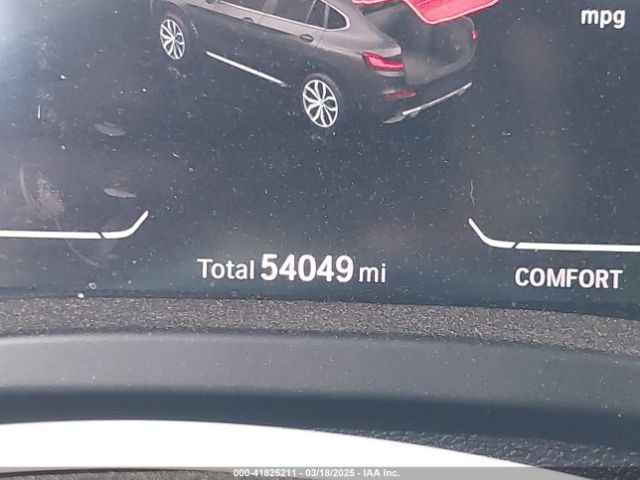 mpg
Total 54049 mi
COMFORT
000-41825211 - 03/18/2025 - IAA Inc.